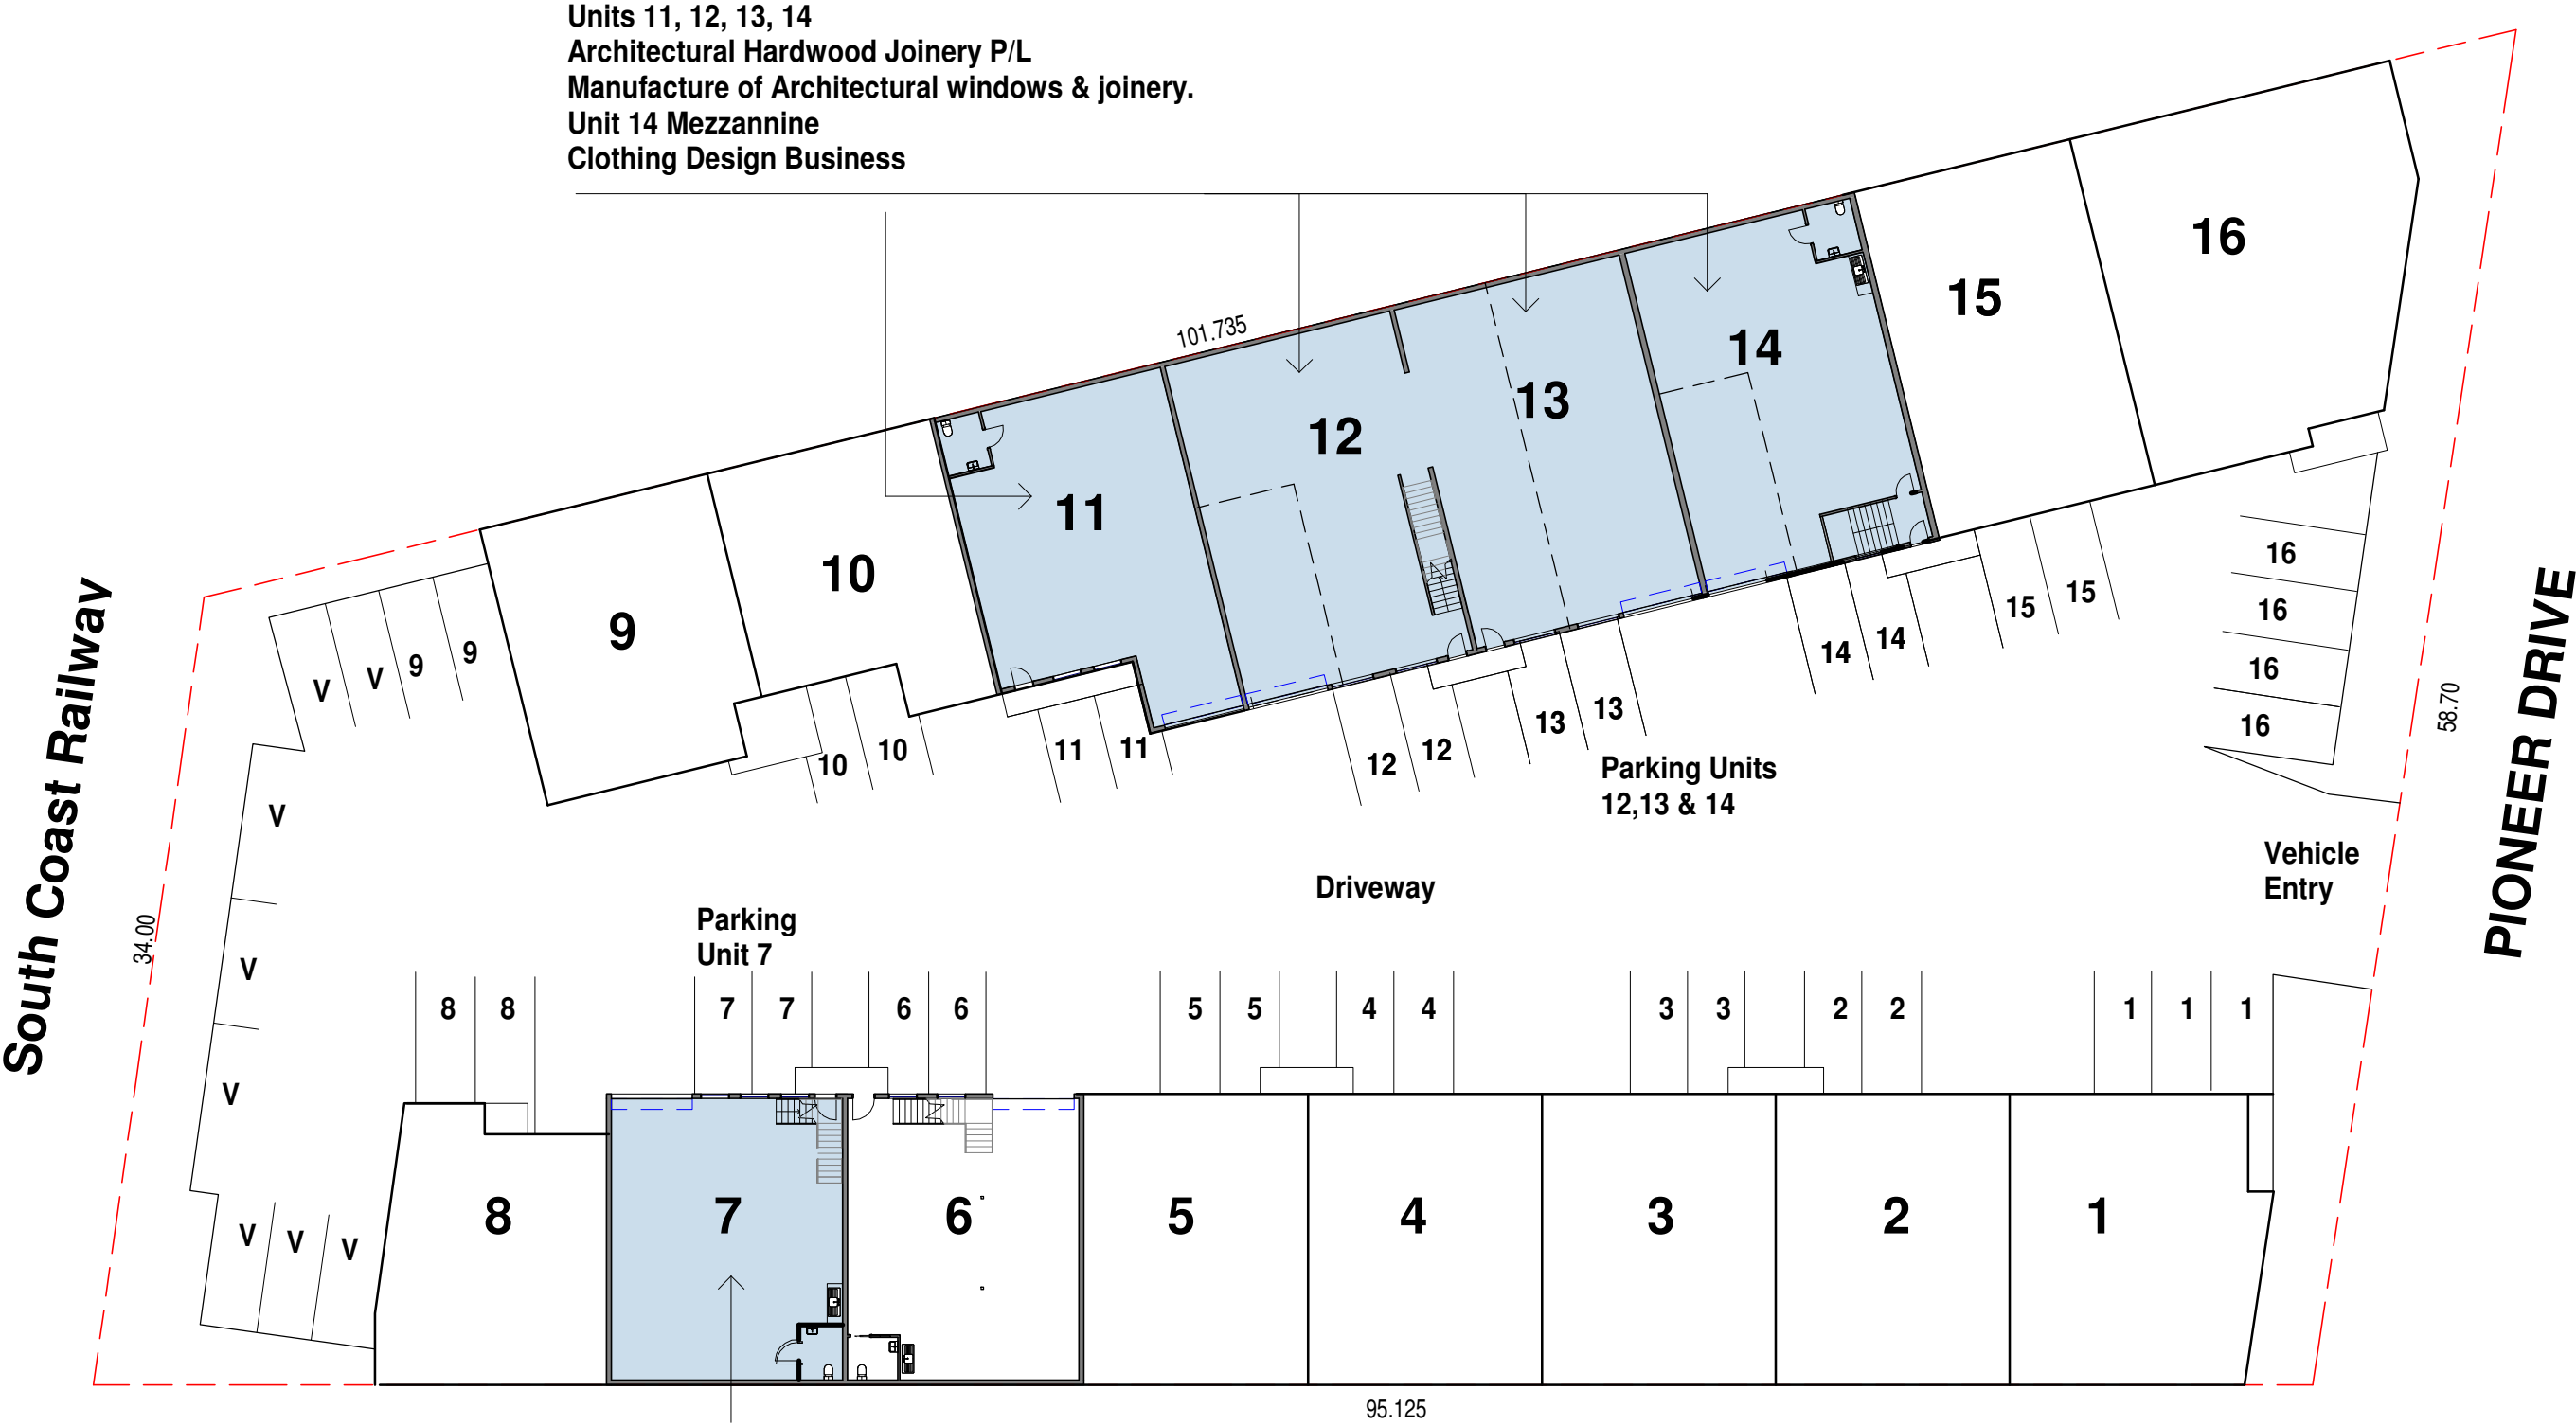 Units 11, 12, 13, 14
Architectural Hardwood Joinery P/L
Manufacture of Architectural windows & joinery.
Unit 14 Mezzannine
Clothing Design Business
16
15
14
13
12
11
10
9
101.735
South Coast Railway
PIONEER DRIVE
58.70
34.00
V
V
9
9
10
10
11
11
12
12
13
13
14
14
15
15
16
16
16
16
Parking Units
12,13 & 14
Driveway
Vehicle
Entry
V
V
V
V
V
V
Parking
Unit 7
8
8
7
7
6
6
5
5
4
4
3
3
2
2
1
1
1
8
7
6
5
4
3
2
1
95.125